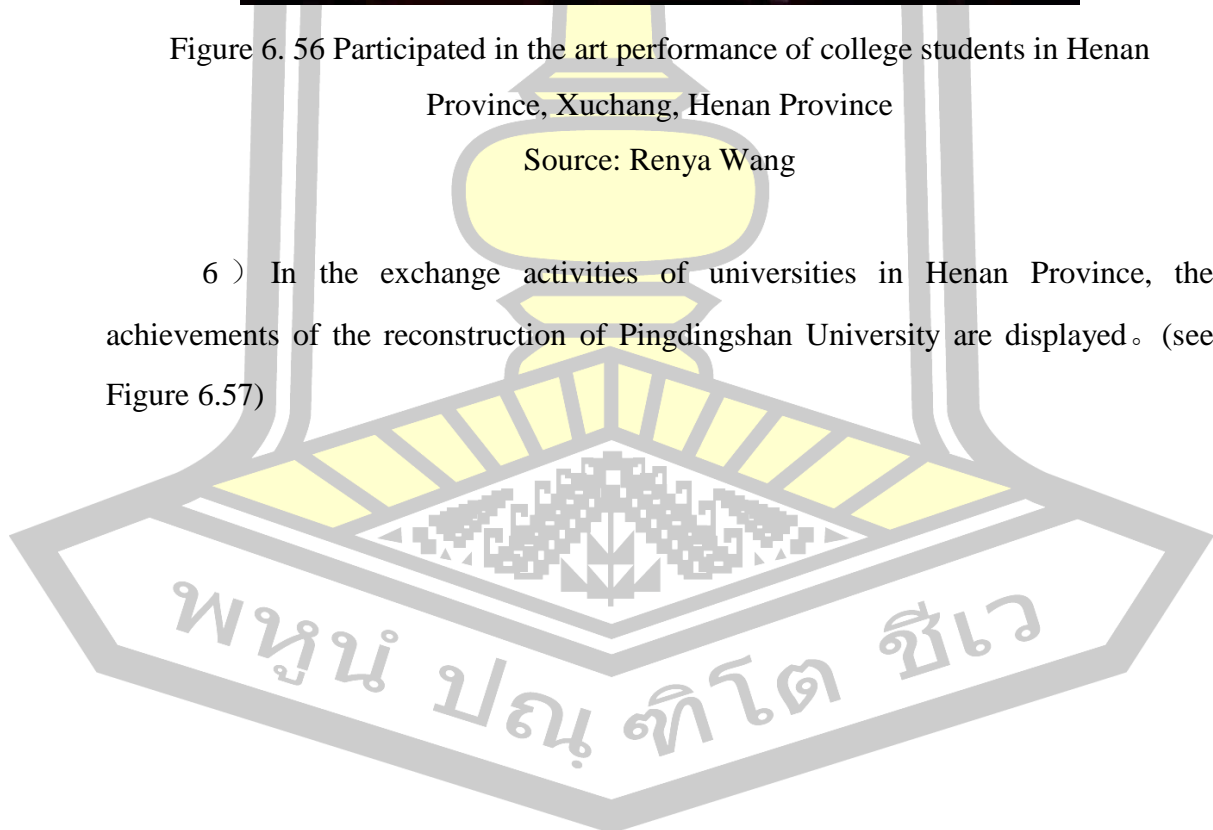 Figure 6. 56 Participated in the art performance of college students in Henan
Province, Xuchang, Henan Province
Source: Renya Wang
6 ） In the exchange activities of universities in Henan Province, the
achievements of the reconstruction of Pingdingshan University are displayed。(see
Figure 6.57)
พหูนํ ปณฺฑิโต ชีเว